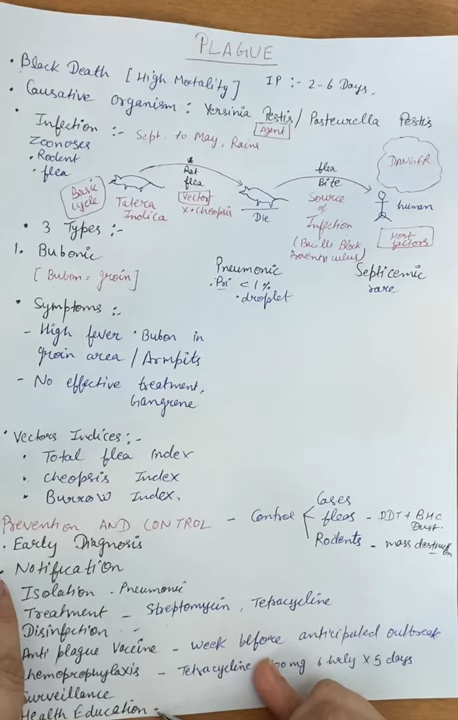 PLAGUE
• Black Death [High Mortality] IP :- 2-6 Days,
• Causative Organism : Yersinia Pestis / Pasteurella Pestis
• Infection :- Sept. to May, Rains Agent
Zoonoses
• Rodent
• flea
DANGER
Basic cycle
Tatera Indica
Rat flea
Vector
X. cheopsis
Die
flea Bite
Source of Infection
(Bacilli Block
human
Host factors
• 3 Types :-
1. Bubonic
[Bubon = groin]
Pneumonic
< 1%
• droplet
Septicemic
rare
• Symptoms :-
- High fever • Bubon in
groin area / Armpits
- No effective treatment,
Gangrene
• Vectors Indices :-
• Total flea index
• cheopsis Index
• Burrow Index.
Prevention AND CONTROL - Control
Cases
fleas - DDT + BHC Dust.
Rodents - mass destruction
• Early Diagnosis
• Notification
Isolation . Pneumonic
Treatment - Streptomycin, Tetracycline
Disinfection :-
Anti plague Vaccine - Week before anticipated outbreak
chemoprophylaxis - Tetracycline 6 hrly X 5 days
Surveillance
Health Education